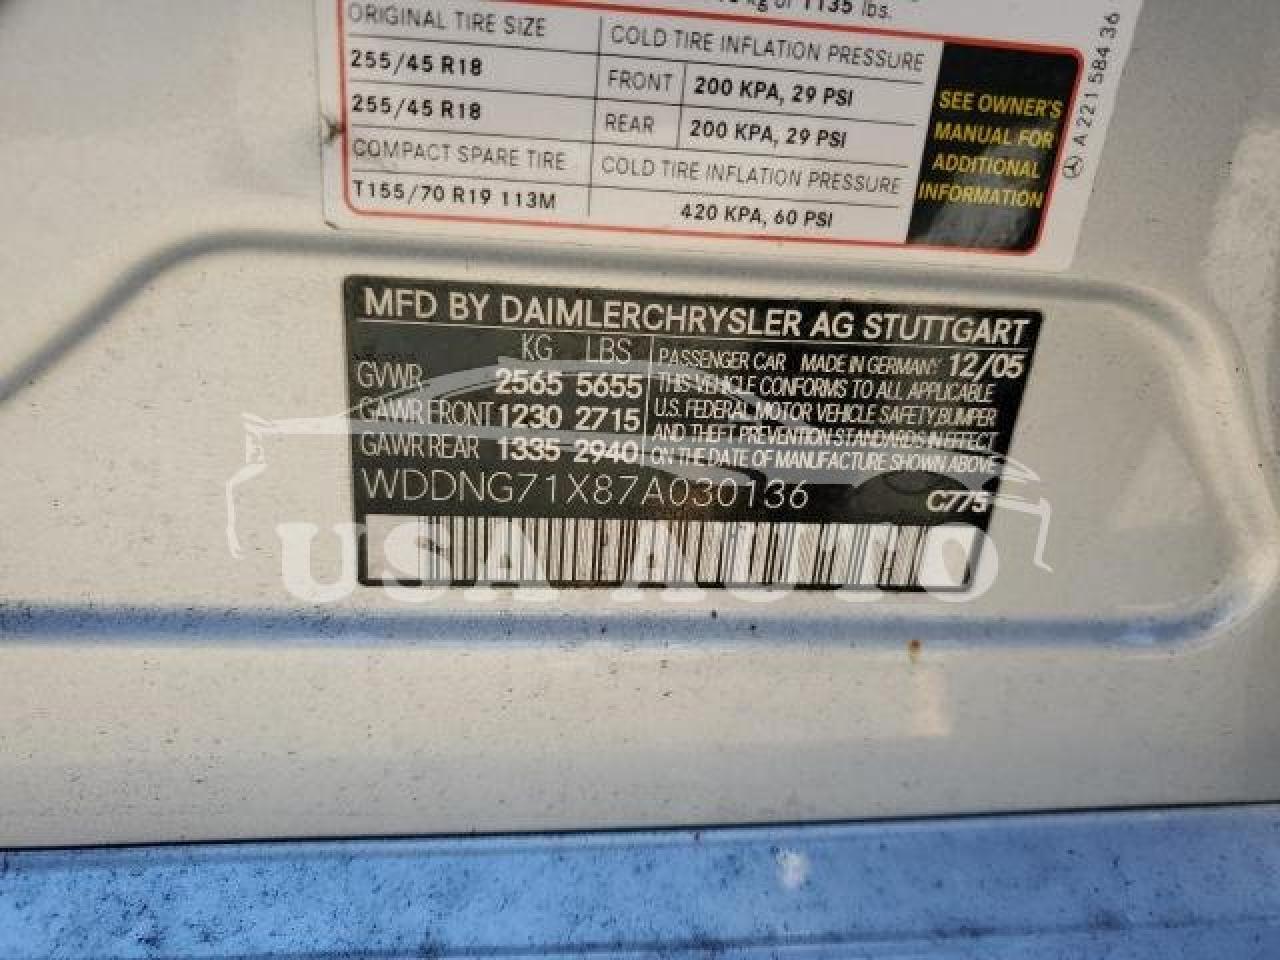 1135 lbs.
ORIGINAL TIRE SIZE COLD TIRE INFLATION PRESSURE
255/45 R18 FRONT 200 KPA, 29 PSI
255/45 R18 REAR 200 KPA, 29 PSI
COMPACT SPARE TIRE COLD TIRE INFLATION PRESSURE
T155/70 R19 113M 420 KPA, 60 PSI
SEE OWNER'S
MANUAL FOR
ADDITIONAL
INFORMATION
A 221 584 36
MFD BY DAIMLERCHRYSLER AG STUTTGART
KG LBS
GVWR 2565 5655
GAWR FRONT 1230 2715
GAWR REAR 1335 2940
PASSENGER CAR MADE IN GERMANY 12/05
THIS VEHICLE CONFORMS TO ALL APPLICABLE
U.S. FEDERAL MOTOR VEHICLE SAFETY, BUMPER
AND THEFT PREVENTION STANDARDS IN EFFECT
ON THE DATE OF MANUFACTURE SHOWN ABOVE
WDDNG71X87A030136 C775
USA AUTO